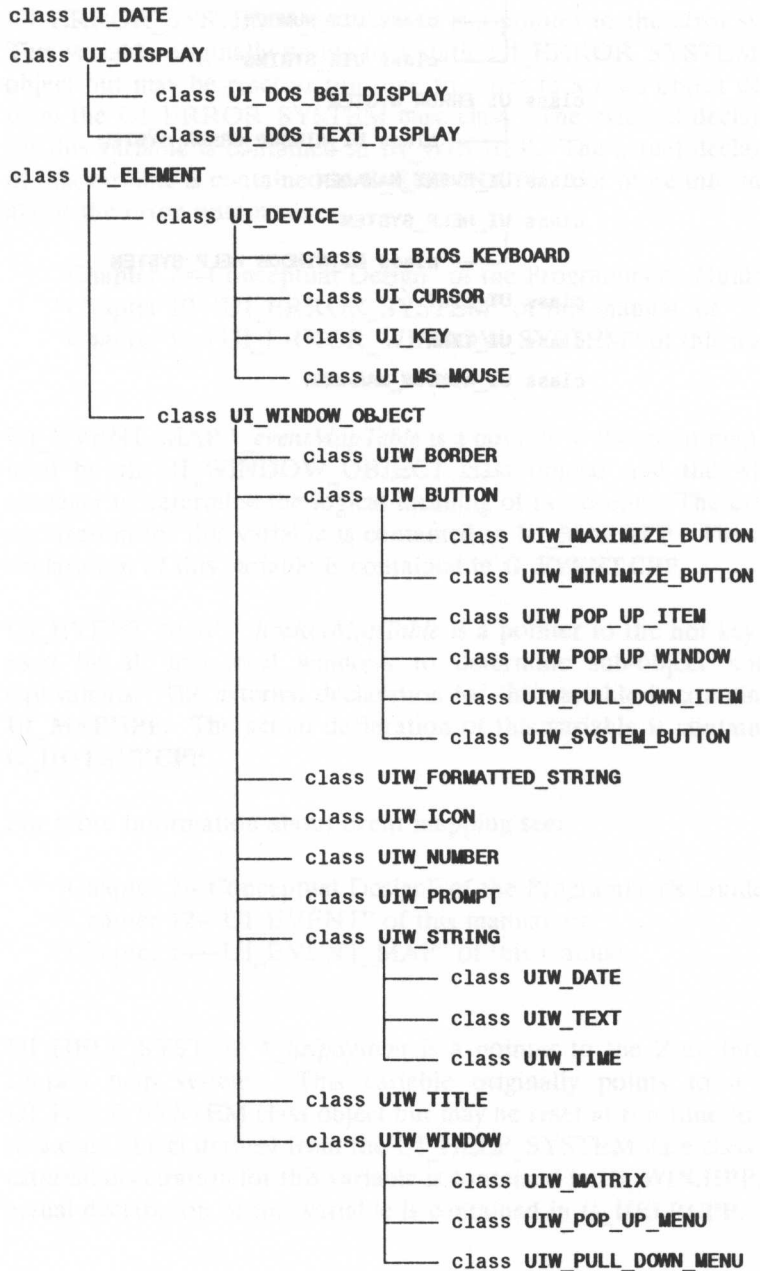 class UI_DATE
class UI_DISPLAY
class UI_DOS_BGI_DISPLAY
class UI_DOS_TEXT_DISPLAY
class UI_ELEMENT
class UI_DEVICE
class UI_BIOS_KEYBOARD
class UI_CURSOR
class UI_KEY
class UI_MS_MOUSE
class UI_WINDOW_OBJECT
class UIW_BORDER
class UIW_BUTTON
class UIW_MAXIMIZE_BUTTON
class UIW_MINIMIZE_BUTTON
class UIW_POP_UP_ITEM
class UIW_POP_UP_WINDOW
class UIW_PULL_DOWN_ITEM
class UIW_SYSTEM_BUTTON
class UIW_FORMATTED_STRING
class UIW_ICON
class UIW_NUMBER
class UIW_PROMPT
class UIW_STRING
class UIW_DATE
class UIW_TEXT
class UIW_TIME
class UIW_TITLE
class UIW_WINDOW
class UIW_MATRIX
class UIW_POP_UP_MENU
class UIW_PULL_DOWN_MENU